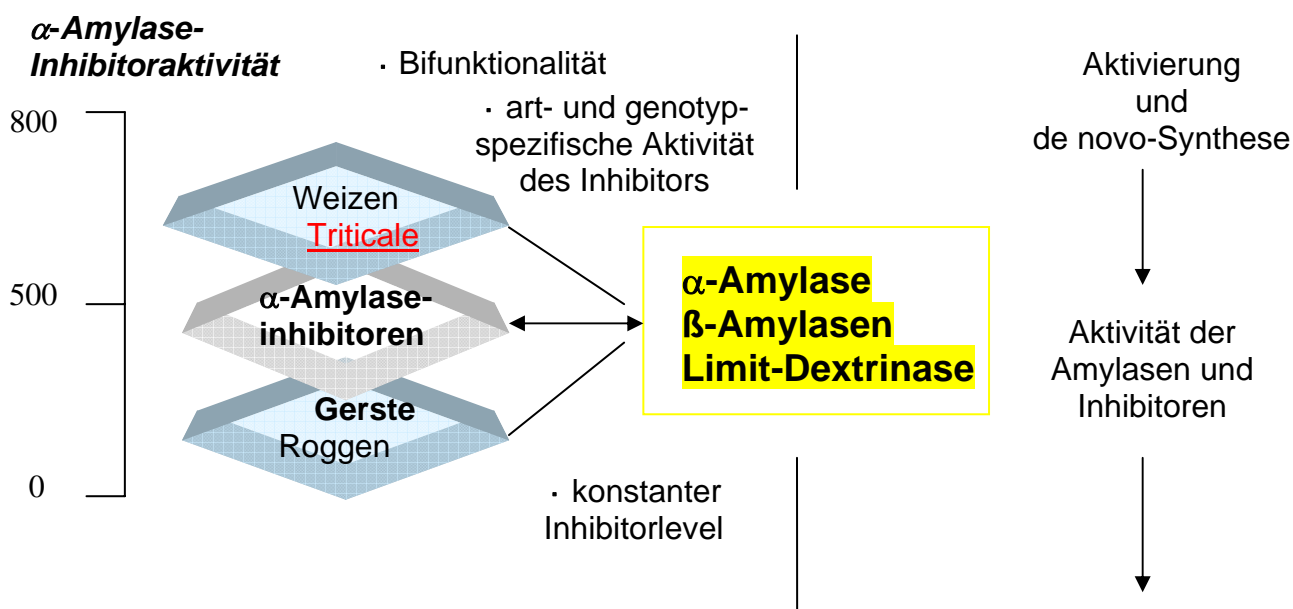 α-Amylase-
Inhibitoraktivität
· Bifunktionalität
· art- und genotyp-
spezifische Aktivität
des Inhibitors
800
500
0
Weizen
Triticale
α-Amylase-
inhibitoren
Gerste
Roggen
α-Amylase
ß-Amylasen
Limit-Dextrinase
· konstanter
Inhibitorlevel
Aktivierung
und
de novo-Synthese
Aktivität der
Amylasen und
Inhibitoren